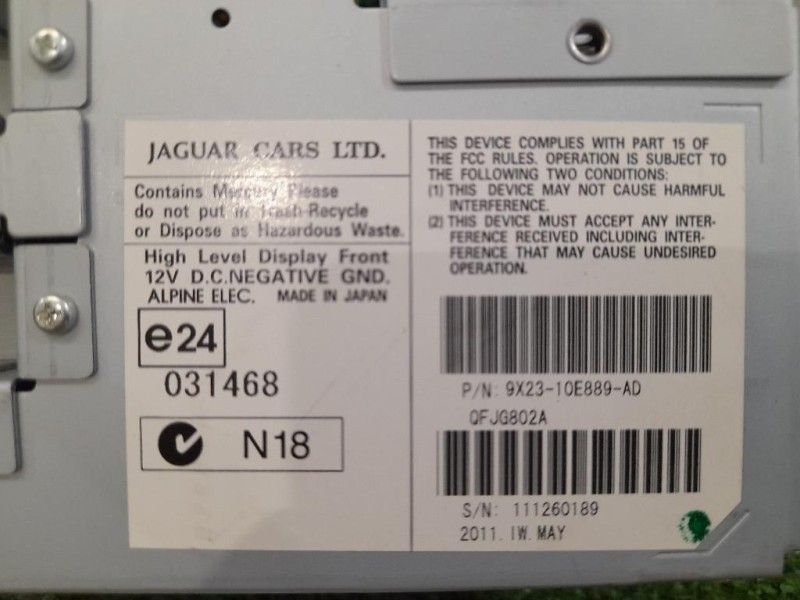 JAGUAR CARS LTD.
Contains Mercury Please
do not put in Trash-Recycle
or Dispose as Hazardous Waste.
High Level Display Front
12V D.C.NEGATIVE GND.
ALPINE ELEC. MADE IN JAPAN
e24
031468
N18
THIS DEVICE COMPLIES WITH PART 15 OF
THE FCC RULES. OPERATION IS SUBJECT TO
THE FOLLOWING TWO CONDITIONS:
(1) THIS DEVICE MAY NOT CAUSE HARMFUL
INTERFERENCE.
(2) THIS DEVICE MUST ACCEPT ANY INTER-
FERENCE RECEIVED INCLUDING INTER-
FERENCE THAT MAY CAUSE UNDESIRED
OPERATION.
P/N: 9X23-10E889-AD
QFJG802A
S/N: 111260189
2011. IW. MAY